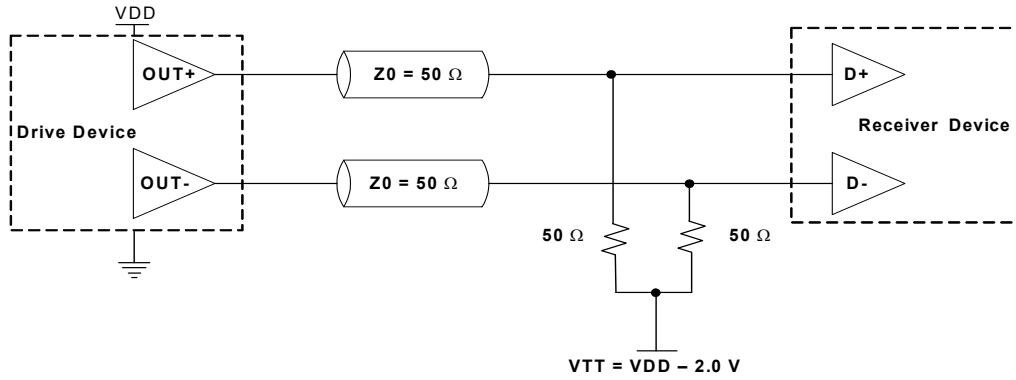 VDD
OUT+
Z0 = 50 Ω
D+
Drive Device
Receiver Device
OUT-
Z0 = 50 Ω
D-
50 Ω
50 Ω
VTT = VDD – 2.0 V